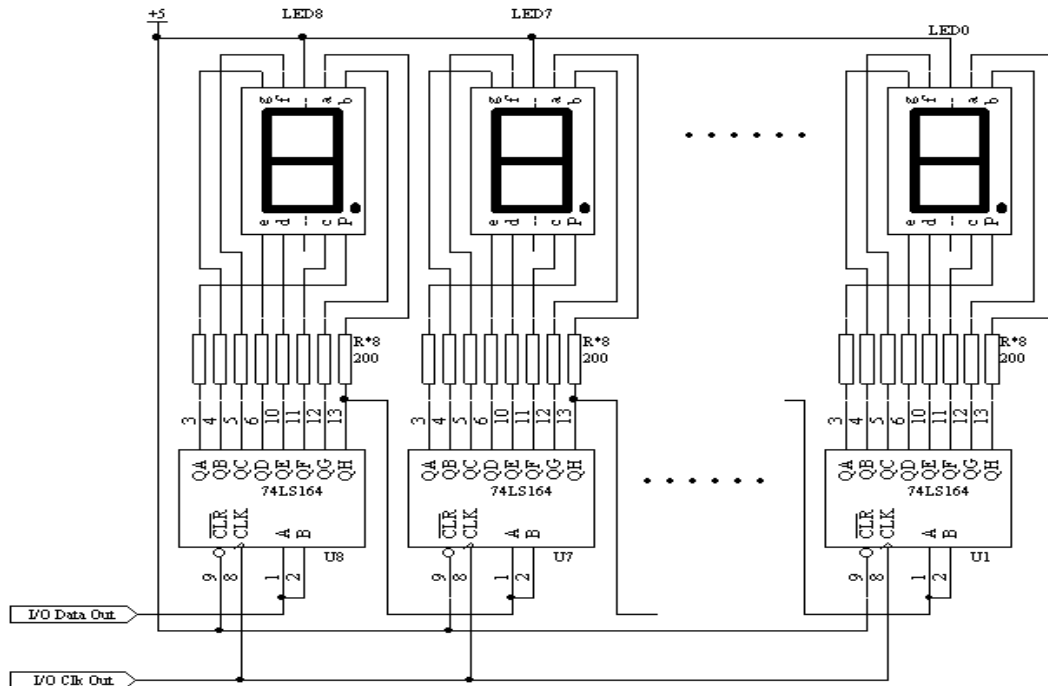 +5
LED8 LED7 LED0
g f a b g f a b g f a b
e d c p e d c p e d c p
R*8 R*8 R*8
200 200 200
3 4 5 6 10 11 12 13 3 4 5 6 10 11 12 13 3 4 5 6 10 11 12 13
QA QB QC QD QE QF QG QH QA QB QC QD QE QF QG QH QA QB QC QD QE QF QG QH
74LS164 74LS164 74LS164
CLR CLK A B CLR CLK A B CLR CLK A B
U8 U7 U1
9 8 1 2 9 8 1 2 9 8 1 2
I/O Data Out
I/O Clk Out